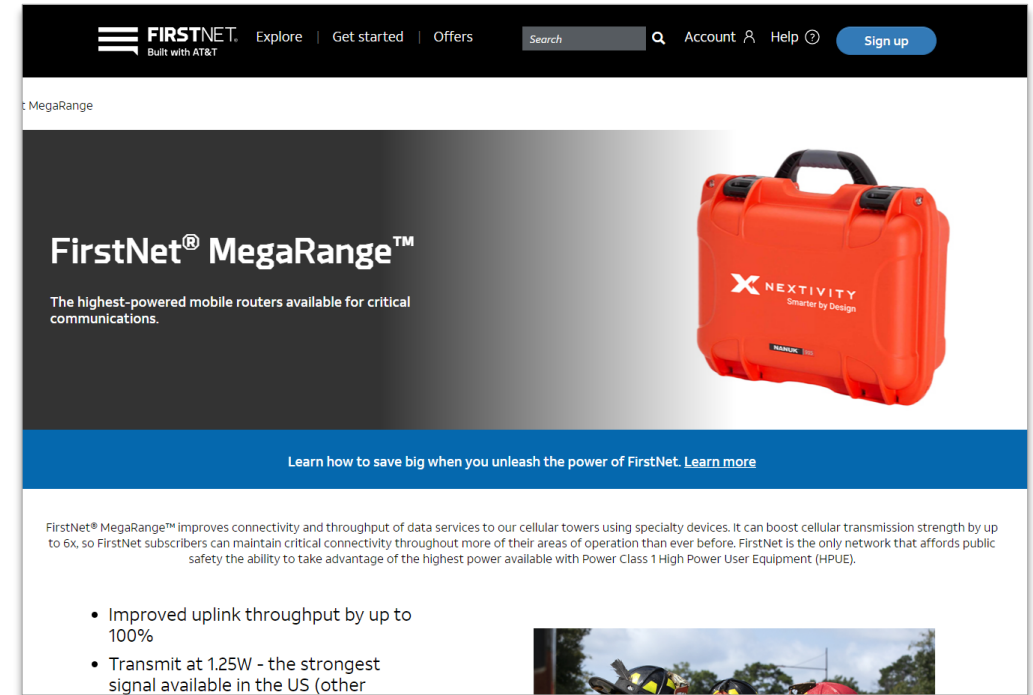 FIRSTNET.
Built with AT&T
Explore | Get started | Offers
Search
Account
Help ?
Sign up
t MegaRange
FirstNet® MegaRange™
The highest-powered mobile routers available for critical
communications.
NEXTIVITY
Smarter by Design
NANUK
Learn how to save big when you unleash the power of FirstNet. Learn more
FirstNet® MegaRange™ improves connectivity and throughput of data services to our cellular towers using specialty devices. It can boost cellular transmission strength by up
to 6x, so FirstNet subscribers can maintain critical connectivity throughout more of their areas of operation than ever before. FirstNet is the only network that affords public
safety the ability to take advantage of the highest power available with Power Class 1 High Power User Equipment (HPUE).
• Improved uplink throughput by up to
100%
• Transmit at 1.25W - the strongest
signal available in the US (other